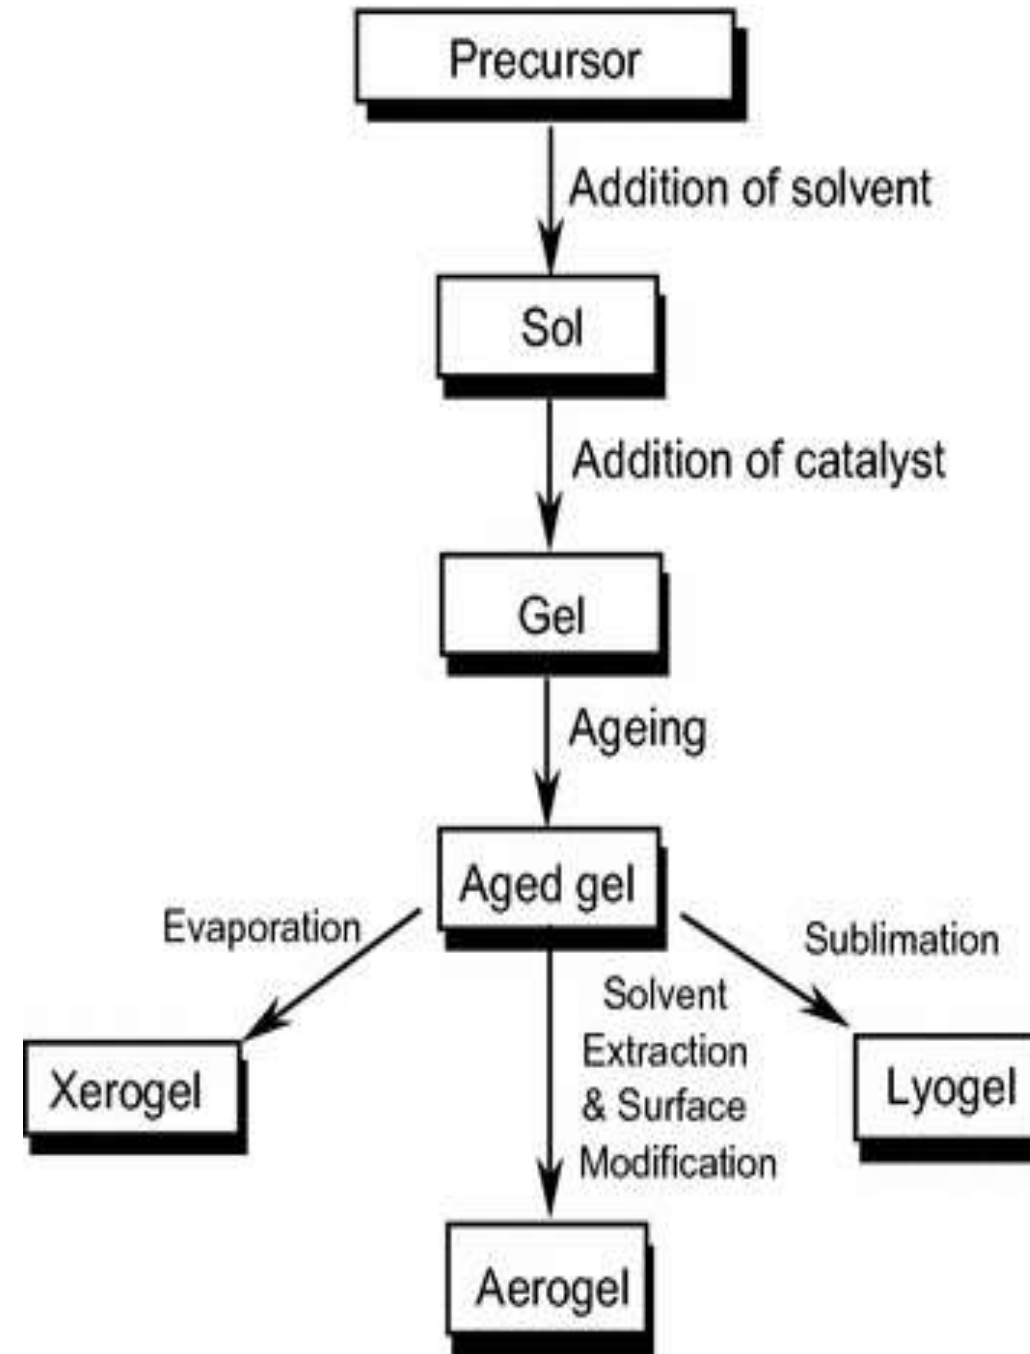 Precursor
Addition of solvent
Sol
Addition of catalyst
Gel
Ageing
Aged gel
Evaporation
Sublimation
Solvent
Extraction
& Surface
Modification
Xerogel
Lyogel
Aerogel